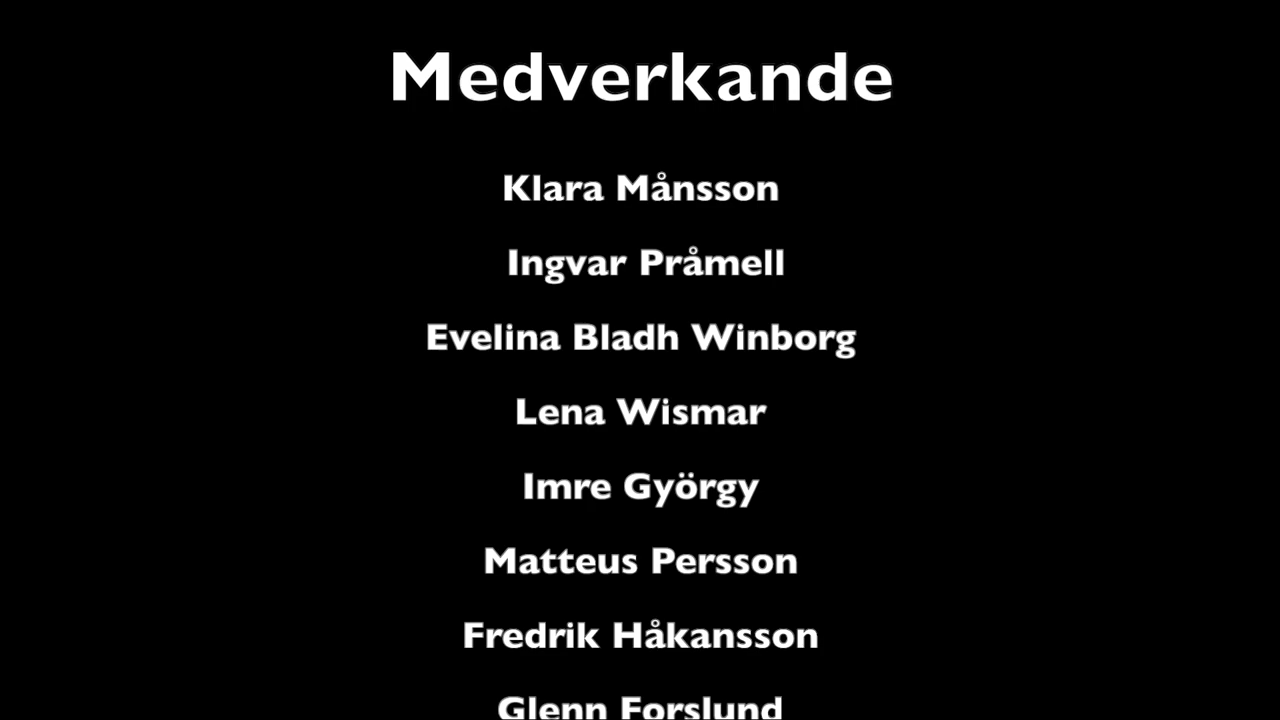 Medverkande
Klara Månsson
Ingvar Pråmell
Evelina Bladh Winborg
Lena Wismar
Imre György
Matteus Persson
Fredrik Håkansson
Glenn Forslund